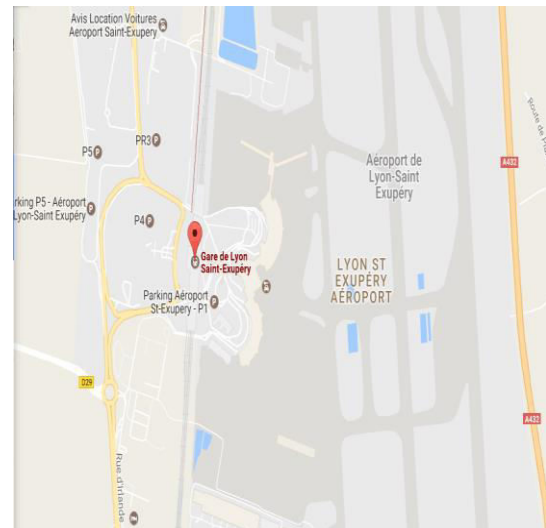 Avis Location Voitures
Aeroport Saint-Exupery
PR3
P
P5
P
rking P5 - Aéroport
Lyon-Saint Exupéry
P
P4
P
Gare de Lyon
Saint-Exupéry
Parking Aéroport
St-Exupery - P1
P
Aéroport de
Lyon-Saint
Exupéry
LYON ST
EXUPÉRY
AÉROPORT
A432
D29
A432
Rue d'Irlande